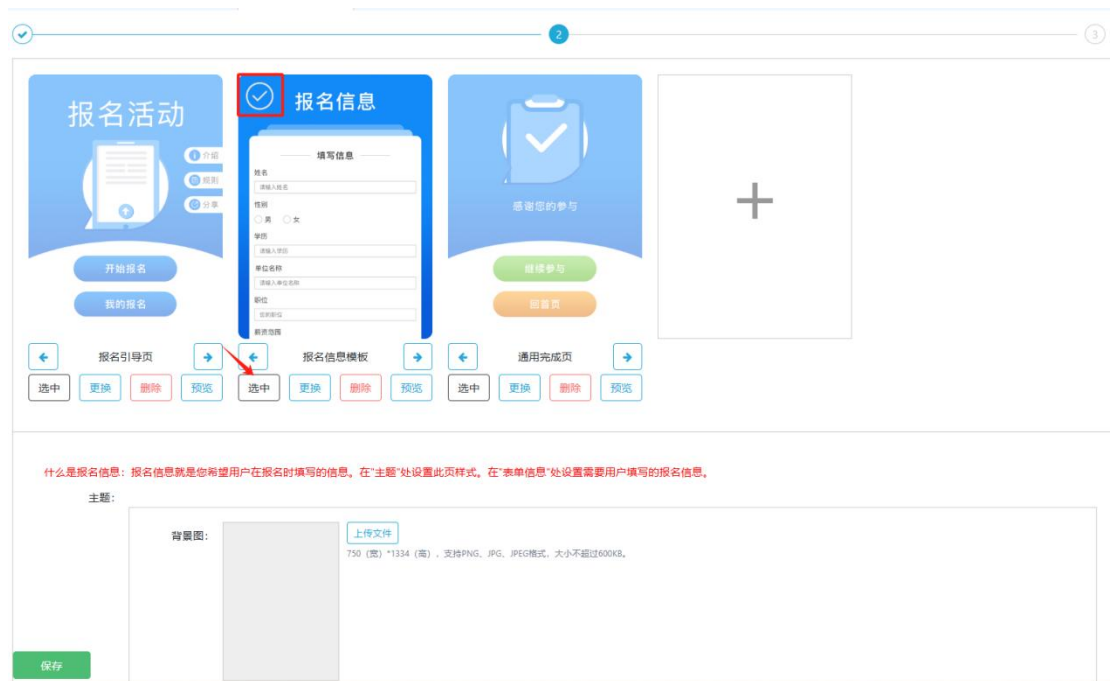 2
3
报名活动
介绍
规则
分享
开始报名
我的报名
报名信息
填写信息
姓名
请输入姓名
性别
男 女
学历
请输入学历
单位名称
请输入单位名称
职位
您的职位
薪资范围
感谢您的参与
继续参与
回首页
报名引导页
选中 更换 删除 预览
报名信息模板
选中 更换 删除 预览
通用完成页
选中 更换 删除 预览
什么是报名信息：报名信息就是您希望用户在报名时填写的信息。在"主题"处设置此页样式。在"表单信息"处设置需要用户填写的报名信息。
主题：
背景图：
上传文件
750（宽）*1334（高），支持PNG、JPG、JPEG格式，大小不超过600KB。
保存